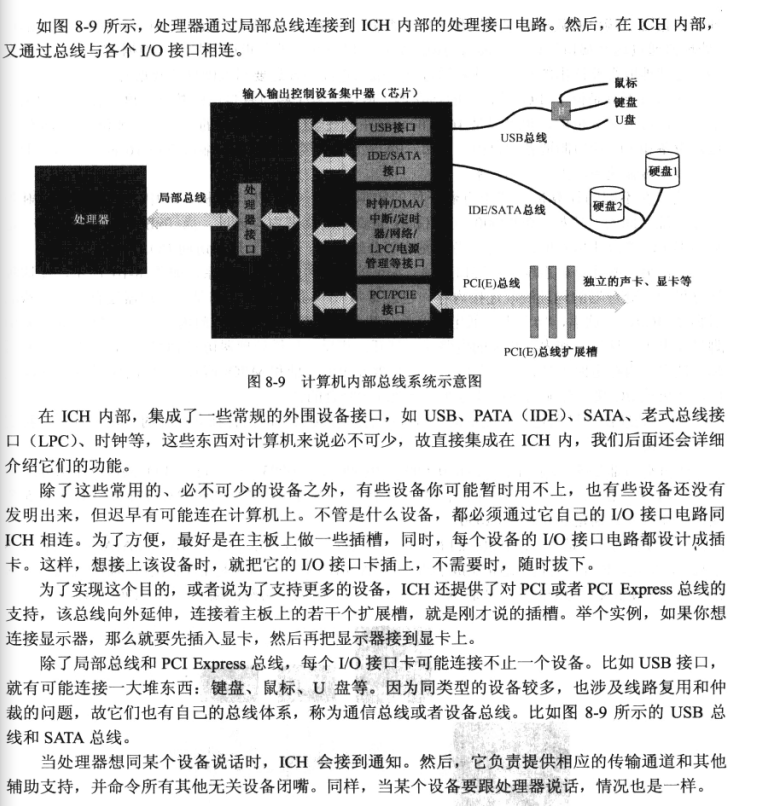 如图 8-9 所示，处理器通过局部总线连接到 ICH 内部的处理接口电路。然后，在 ICH 内部，
又通过总线与各个 I/O 接口相连。
输入输出控制设备集中器（芯片）
鼠标
键盘
U盘
USB接口
USB总线
IDE/SATA
接口
硬盘1
硬盘2
IDE/SATA总线
处理器
局部总线
处
理
器
接
口
时钟/DMA/
中断/定时
器/网络/
LPC/电源
管理等接口
PCI/PCIE
接口
PCI(E)总线
独立的声卡、显卡等
PCI(E)总线扩展槽
图 8-9 计算机内部总线系统示意图
在 ICH 内部，集成了一些常规的外围设备接口，如 USB、PATA（IDE）、SATA、老式总线接
口（LPC）、时钟等，这些东西对计算机来说必不可少，故直接集成在 ICH 内，我们后面还会详细
介绍它们的功能。
除了这些常用的、必不可少的设备之外，有些设备你可能暂时用不上，也有些设备还没有
发明出来，但迟早有可能连在计算机上。不管是什么设备，都必须通过它自己的 I/O 接口电路同
ICH 相连。为了方便，最好是在主板上做一些插槽，同时，每个设备的 I/O 接口电路都设计成插
卡。这样，想接上该设备时，就把它的 I/O 接口卡插上，不需要时，随时拔下。
为了实现这个目的，或者说为了支持更多的设备，ICH 还提供了对 PCI 或者 PCI Express 总线的
支持，该总线向外延伸，连接着主板上的若干个扩展槽，就是刚才说的插槽。举个实例，如果你想
连接显示器，那么就要先插入显卡，然后再把显示器接到显卡上。
除了局部总线和 PCI Express 总线，每个 I/O 接口卡可能连接不止一个设备。比如 USB 接口，
就有可能连接一大堆东西：键盘、鼠标、U 盘等。因为同类型的设备较多，也涉及线路复用和仲
裁的问题，故它们也有自己的总线体系，称为通信总线或者设备总线。比如图 8-9 所示的 USB 总
线和 SATA 总线。
当处理器想同某个设备说话时，ICH 会接到通知。然后，它负责提供相应的传输通道和其他
辅助支持，并命令所有其他无关设备闭嘴。同样，当某个设备要跟处理器说话，情况也是一样。